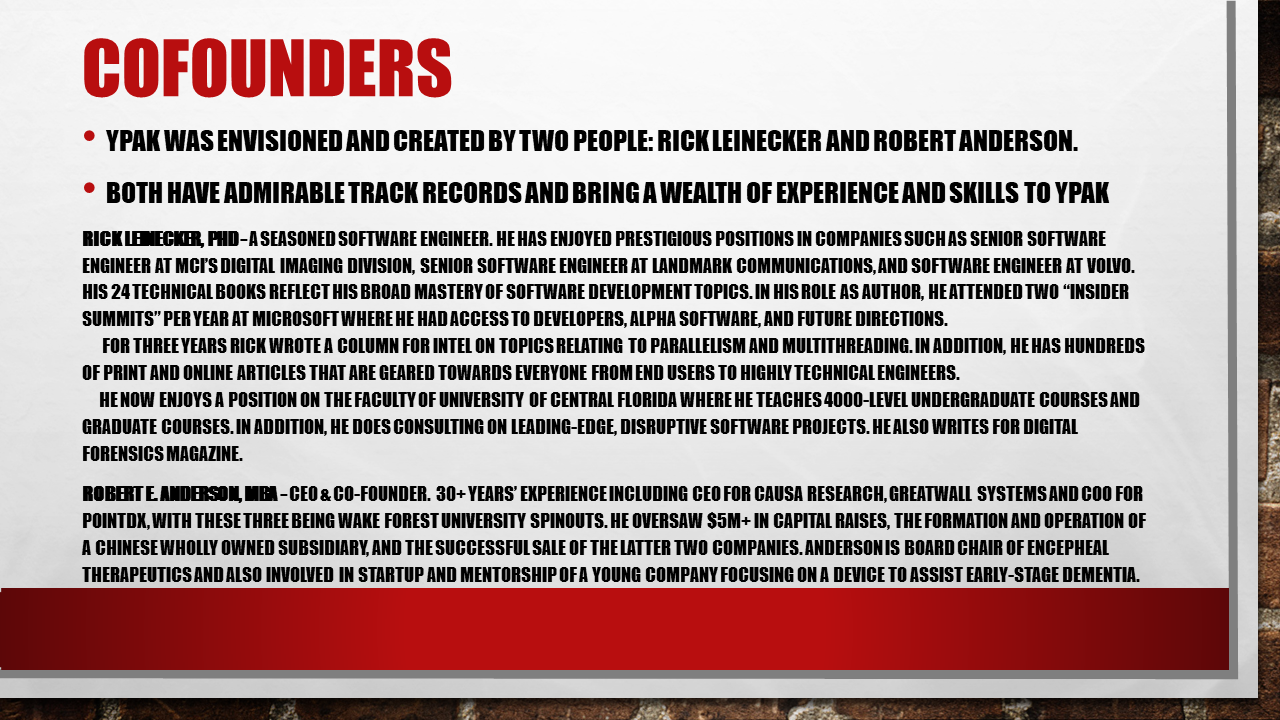 COFOUNDERS
• YPAK WAS ENVISIONED AND CREATED BY TWO PEOPLE: RICK LEINECKER AND ROBERT ANDERSON.
• BOTH HAVE ADMIRABLE TRACK RECORDS AND BRING A WEALTH OF EXPERIENCE AND SKILLS TO YPAK
RICK LEINECKER, PHD – A SEASONED SOFTWARE ENGINEER. HE HAS ENJOYED PRESTIGIOUS POSITIONS IN COMPANIES SUCH AS SENIOR SOFTWARE
ENGINEER AT MCI'S DIGITAL IMAGING DIVISION, SENIOR SOFTWARE ENGINEER AT LANDMARK COMMUNICATIONS, AND SOFTWARE ENGINEER AT VOLVO.
HIS 24 TECHNICAL BOOKS REFLECT HIS BROAD MASTERY OF SOFTWARE DEVELOPMENT TOPICS. IN HIS ROLE AS AUTHOR, HE ATTENDED TWO “INSIDER
SUMMITS” PER YEAR AT MICROSOFT WHERE HE HAD ACCESS TO DEVELOPERS, ALPHA SOFTWARE, AND FUTURE DIRECTIONS.
FOR THREE YEARS RICK WROTE A COLUMN FOR INTEL ON TOPICS RELATING TO PARALLELISM AND MULTITHREADING. IN ADDITION, HE HAS HUNDREDS
OF PRINT AND ONLINE ARTICLES THAT ARE GEARED TOWARDS EVERYONE FROM END USERS TO HIGHLY TECHNICAL ENGINEERS.
HE NOW ENJOYS A POSITION ON THE FACULTY OF UNIVERSITY OF CENTRAL FLORIDA WHERE HE TEACHES 4000-LEVEL UNDERGRADUATE COURSES AND
GRADUATE COURSES. IN ADDITION, HE DOES CONSULTING ON LEADING-EDGE, DISRUPTIVE SOFTWARE PROJECTS. HE ALSO WRITES FOR DIGITAL
FORENSICS MAGAZINE.
ROBERT E. ANDERSON, MBA – CEO & CO-FOUNDER. 30+ YEARS' EXPERIENCE INCLUDING CEO FOR CAUSA RESEARCH, GREATWALL SYSTEMS AND COO FOR
POINTDX, WITH THESE THREE BEING WAKE FOREST UNIVERSITY SPINOUTS. HE OVERSAW $5M+ IN CAPITAL RAISES, THE FORMATION AND OPERATION OF
A CHINESE WHOLLY OWNED SUBSIDIARY, AND THE SUCCESSFUL SALE OF THE LATTER TWO COMPANIES. ANDERSON IS BOARD CHAIR OF ENCEPHEAL
THERAPEUTICS AND ALSO INVOLVED IN STARTUP AND MENTORSHIP OF A YOUNG COMPANY FOCUSING ON A DEVICE TO ASSIST EARLY-STAGE DEMENTIA.